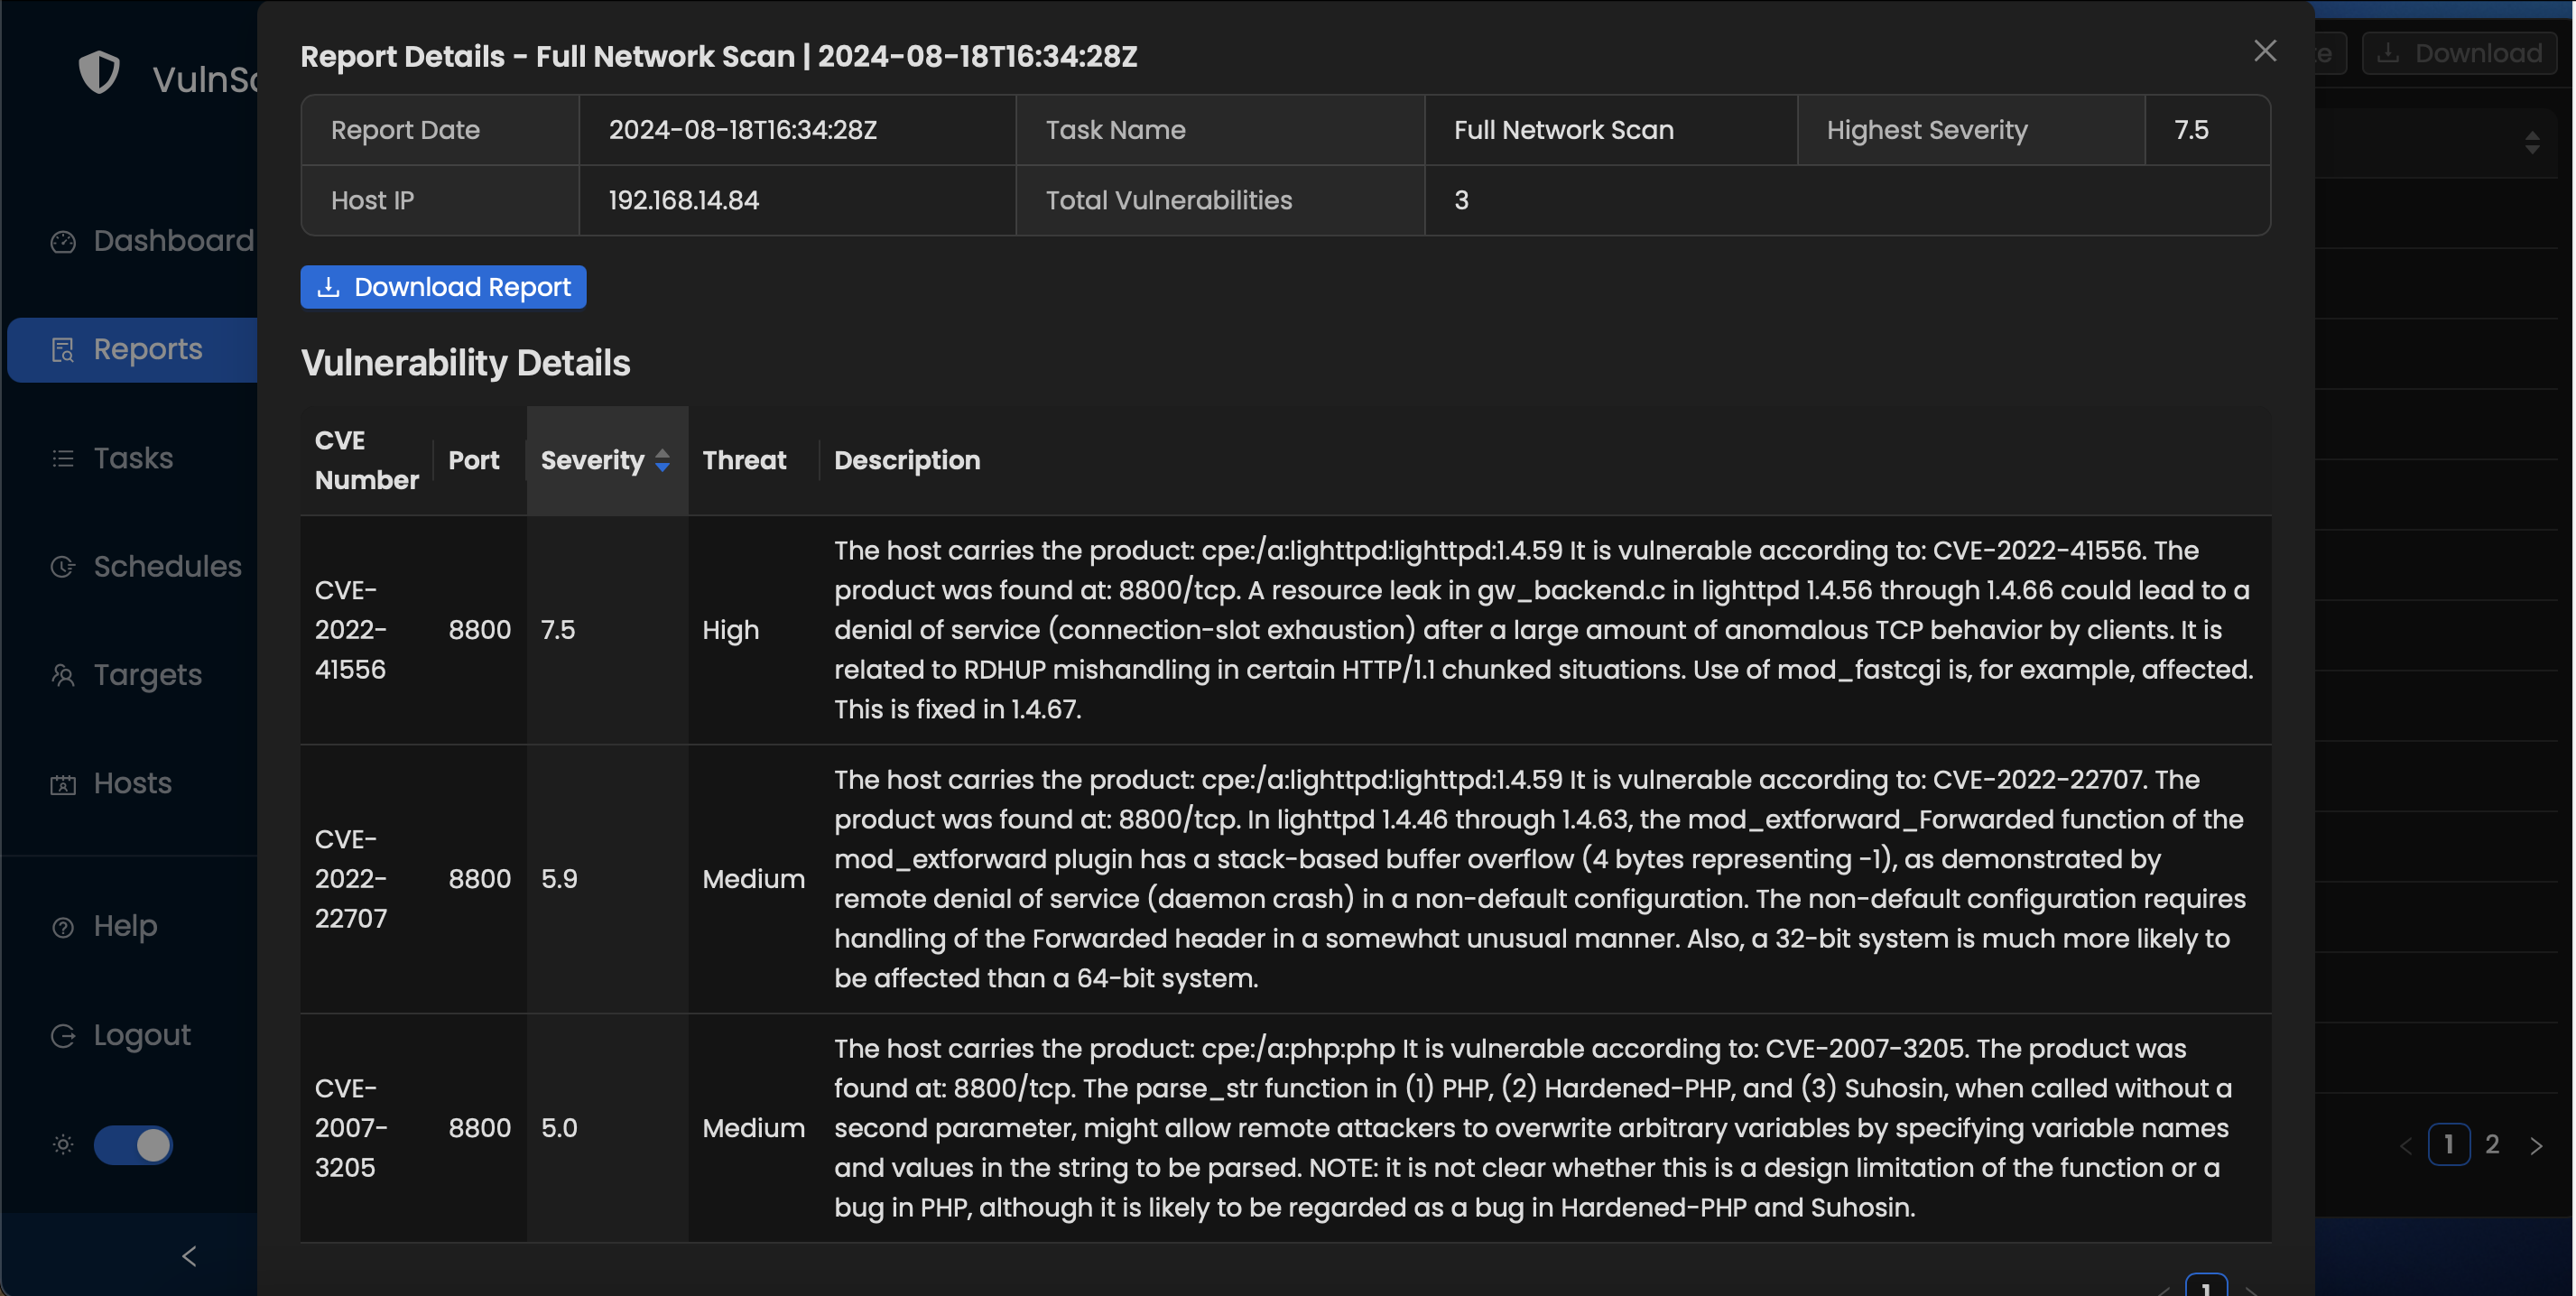 VulnSc
Dashboard
Reports
Tasks
Schedules
Targets
Hosts
Help
Logout
Report Details - Full Network Scan | 2024-08-18T16:34:28Z
Download
Report Date 2024-08-18T16:34:28Z Task Name Full Network Scan Highest Severity 7.5
Host IP 192.168.14.84 Total Vulnerabilities 3
Download Report
Vulnerability Details
CVE
Number
Port
Severity
Threat
Description
CVE-
2022-
41556
8800
7.5
High
The host carries the product: cpe:/a:lighttpd:lighttpd:1.4.59 It is vulnerable according to: CVE-2022-41556. The
product was found at: 8800/tcp. A resource leak in gw_backend.c in lighttpd 1.4.56 through 1.4.66 could lead to a
denial of service (connection-slot exhaustion) after a large amount of anomalous TCP behavior by clients. It is
related to RDHUP mishandling in certain HTTP/1.1 chunked situations. Use of mod_fastcgi is, for example, affected.
This is fixed in 1.4.67.
CVE-
2022-
22707
8800
5.9
Medium
The host carries the product: cpe:/a:lighttpd:lighttpd:1.4.59 It is vulnerable according to: CVE-2022-22707. The
product was found at: 8800/tcp. In lighttpd 1.4.46 through 1.4.63, the mod_extforward_Forwarded function of the
mod_extforward plugin has a stack-based buffer overflow (4 bytes representing -1), as demonstrated by
remote denial of service (daemon crash) in a non-default configuration. The non-default configuration requires
handling of the Forwarded header in a somewhat unusual manner. Also, a 32-bit system is much more likely to
be affected than a 64-bit system.
CVE-
2007-
3205
8800
5.0
Medium
The host carries the product: cpe:/a:php:php It is vulnerable according to: CVE-2007-3205. The product was
found at: 8800/tcp. The parse_str function in (1) PHP, (2) Hardened-PHP, and (3) Suhosin, when called without a
second parameter, might allow remote attackers to overwrite arbitrary variables by specifying variable names
and values in the string to be parsed. NOTE: it is not clear whether this is a design limitation of the function or a
bug in PHP, although it is likely to be regarded as a bug in Hardened-PHP and Suhosin.
1
1 2